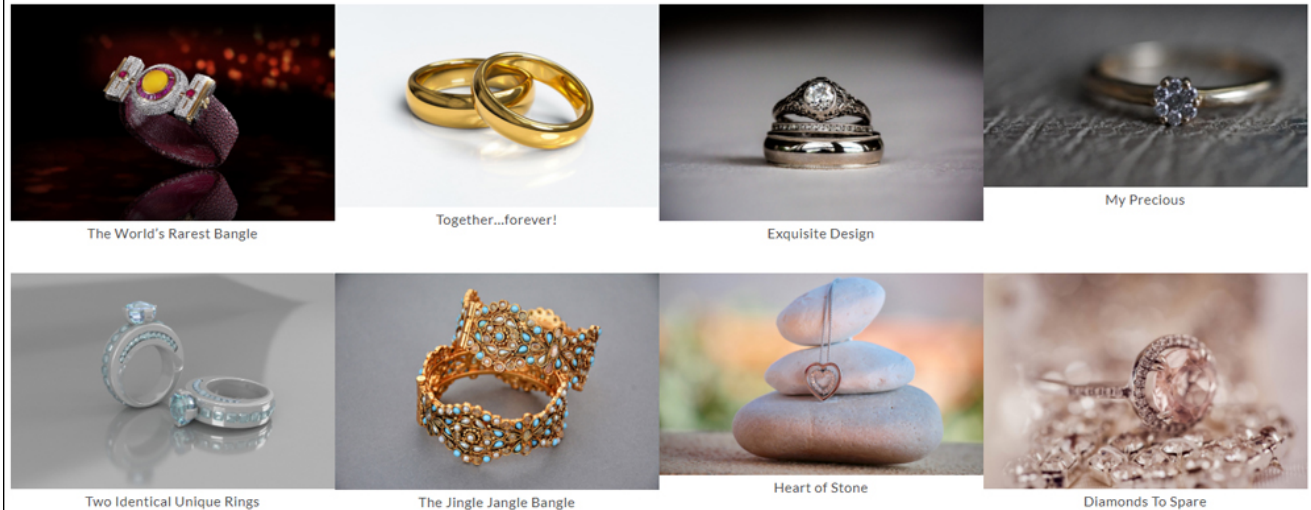 The World's Rarest Bangle
Together...forever!
Exquisite Design
My Precious
Two Identical Unique Rings
The Jingle Jangle Bangle
Heart of Stone
Diamonds To Spare